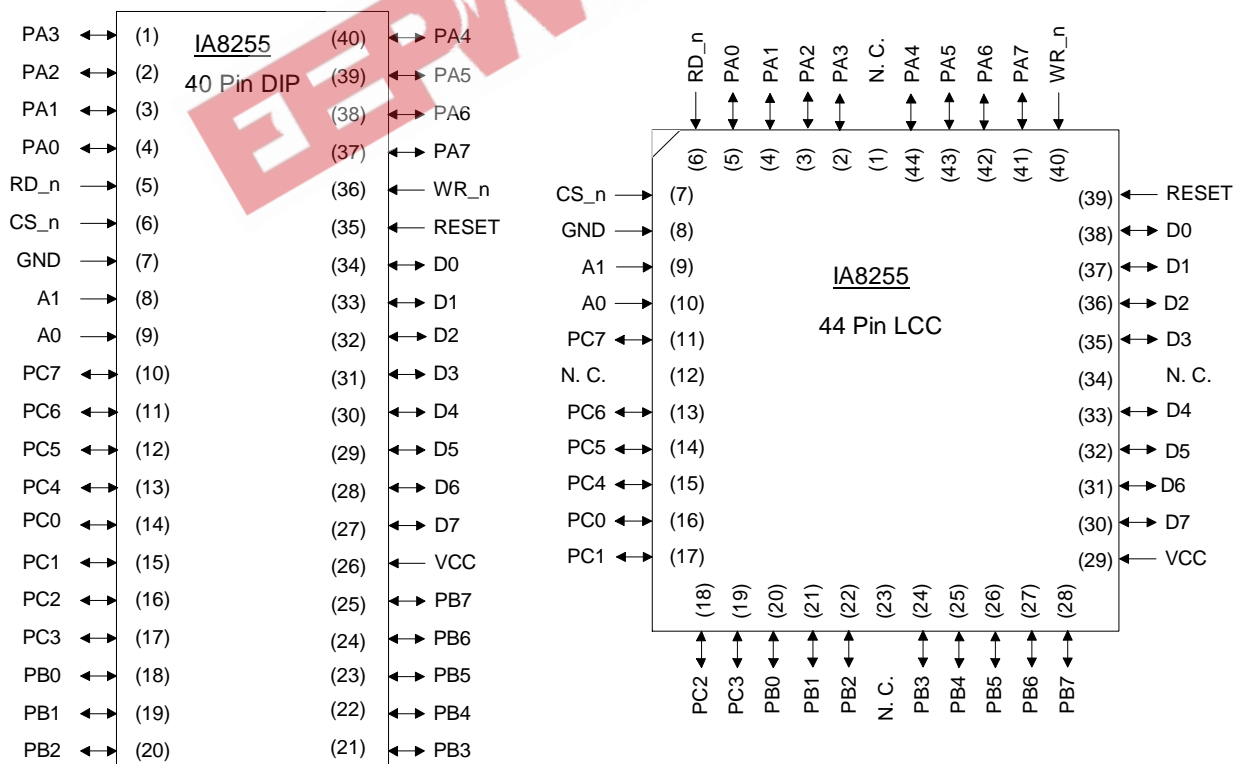 IA8255
40 Pin DIP
PA3 (1) (40) PA4
PA2 (2) (39) PA5
PA1 (3) (38) PA6
PA0 (4) (37) PA7
RD_n (5) (36) WR_n
CS_n (6) (35) RESET
GND (7) (34) D0
A1 (8) (33) D1
A0 (9) (32) D2
PC7 (10) (31) D3
PC6 (11) (30) D4
PC5 (12) (29) D5
PC4 (13) (28) D6
PC0 (14) (27) D7
PC1 (15) (26) VCC
PC2 (16) (25) PB7
PC3 (17) (24) PB6
PB0 (18) (23) PB5
PB1 (19) (22) PB4
PB2 (20) (21) PB3
RD_n PA0 PA1 PA2 PA3 N. C. PA4 PA5 PA6 PA7 WR_n
(6) (5) (4) (3) (2) (1) (44) (43) (42) (41) (40)
CS_n (7) (39) RESET
GND (8) (38) D0
A1 (9) (37) D1
IA8255
A0 (10) (36) D2
44 Pin LCC
PC7 (11) (35) D3
N. C. (12) (34) N. C.
PC6 (13) (33) D4
PC5 (14) (32) D5
PC4 (15) (31) D6
PC0 (16) (30) D7
PC1 (17) (29) VCC
(18) (19) (20) (21) (22) (23) (24) (25) (26) (27) (28)
PC2 PC3 PB0 PB1 PB2 N. C. PB3 PB4 PB5 PB6 PB7